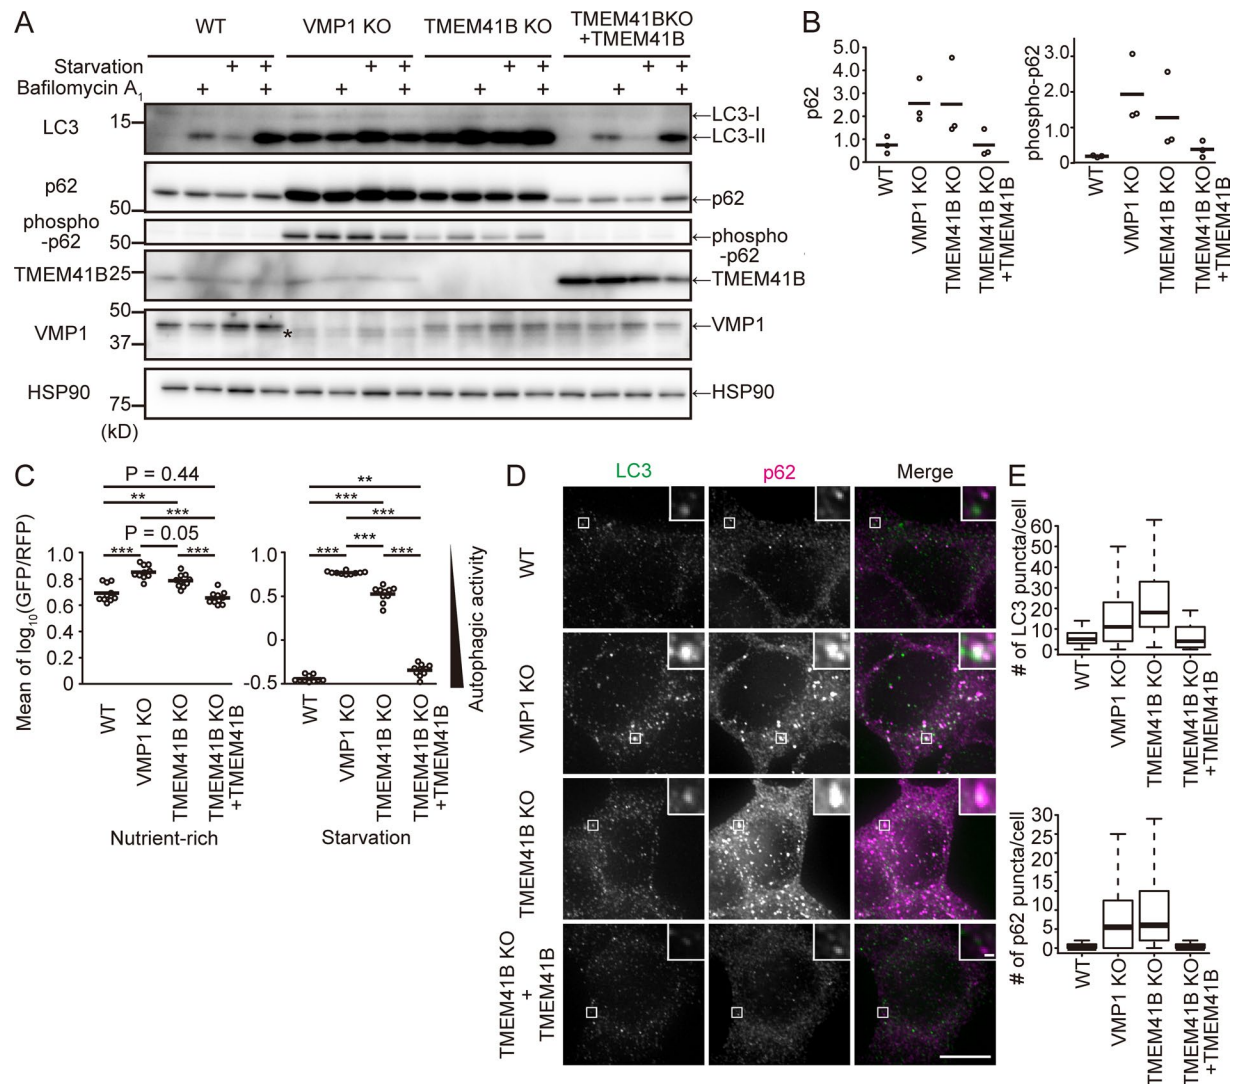 A
WT
VMP1 KO
TMEM41B KO
TMEM41BKO
+TMEM41B
Starvation + + + + + + + +
Bafilomycin A1 + + + + + + + +
LC3
15
←LC3-I
←LC3-II
p62
50
←p62
phospho
-p62
50
←phospho
-p62
TMEM41B
25
←TMEM41B
VMP1
50
37
*
←VMP1
HSP90
75
←HSP90
(kD)
B
p62
5.0
4.0
3.0
2.0
1.0
0
WT
VMP1 KO
TMEM41B KO
TMEM41B KO
+TMEM41B
phospho-p62
3.0
2.0
1.0
0
WT
VMP1 KO
TMEM41B KO
TMEM41B KO
+TMEM41B
C
Mean of log10(GFP/RFP)
P = 0.44
**
***
P = 0.05
*** ***
1.0
0.8
0.6
0.4
0.2
0
WT
VMP1 KO
TMEM41B KO
TMEM41B KO
+TMEM41B
Nutrient-rich
**
***
***
***
*** ***
1.0
0.5
0
-0.5
WT
VMP1 KO
TMEM41B KO
TMEM41B KO
+TMEM41B
Starvation
Autophagic activity
D
LC3
p62
Merge
WT
VMP1 KO
TMEM41B KO
TMEM41B KO
+
TMEM41B
E
# of LC3 puncta/cell
60
50
40
30
20
10
0
WT
VMP1 KO
TMEM41B KO
TMEM41B KO
+TMEM41B
# of p62 puncta/cell
30
25
20
15
10
5
0
WT
VMP1 KO
TMEM41B KO
TMEM41B KO
+TMEM41B